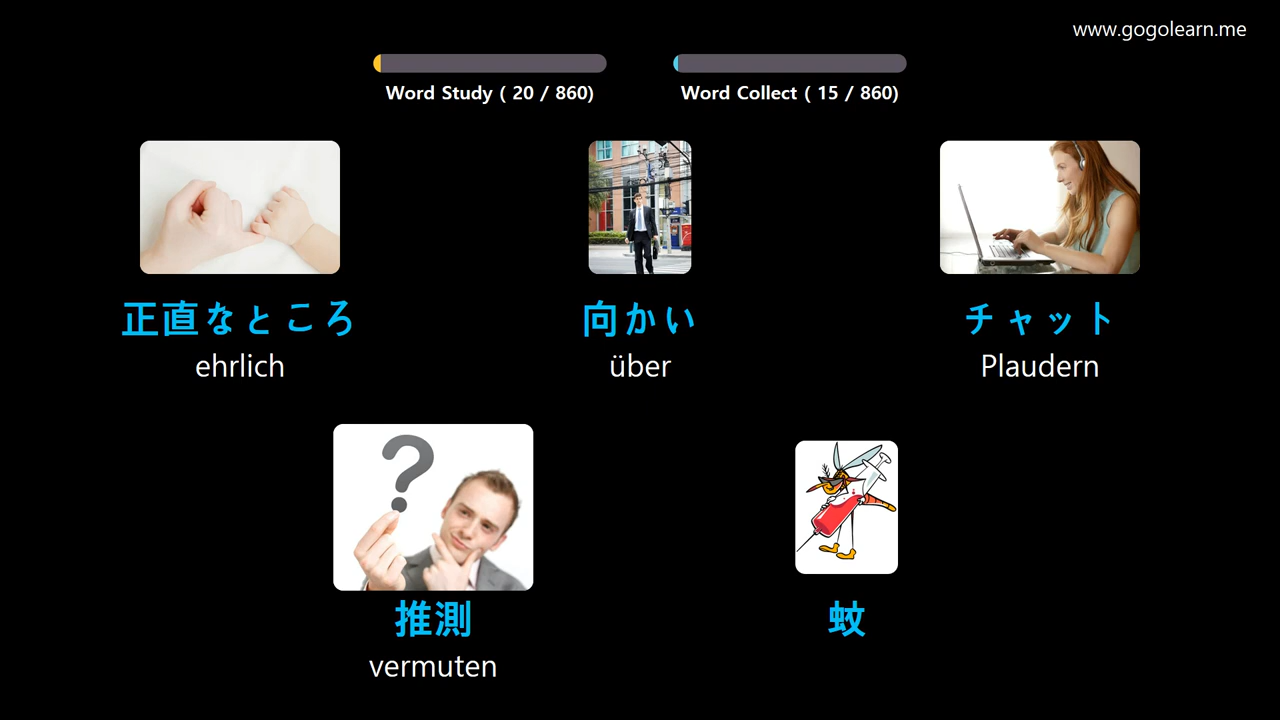 www.gogolearn.me
Word Study ( 20 / 860)
Word Collect ( 15 / 860)
正直なところ
ehrlich
向かい
über
チャット
Plaudern
推測
vermuten
蚊